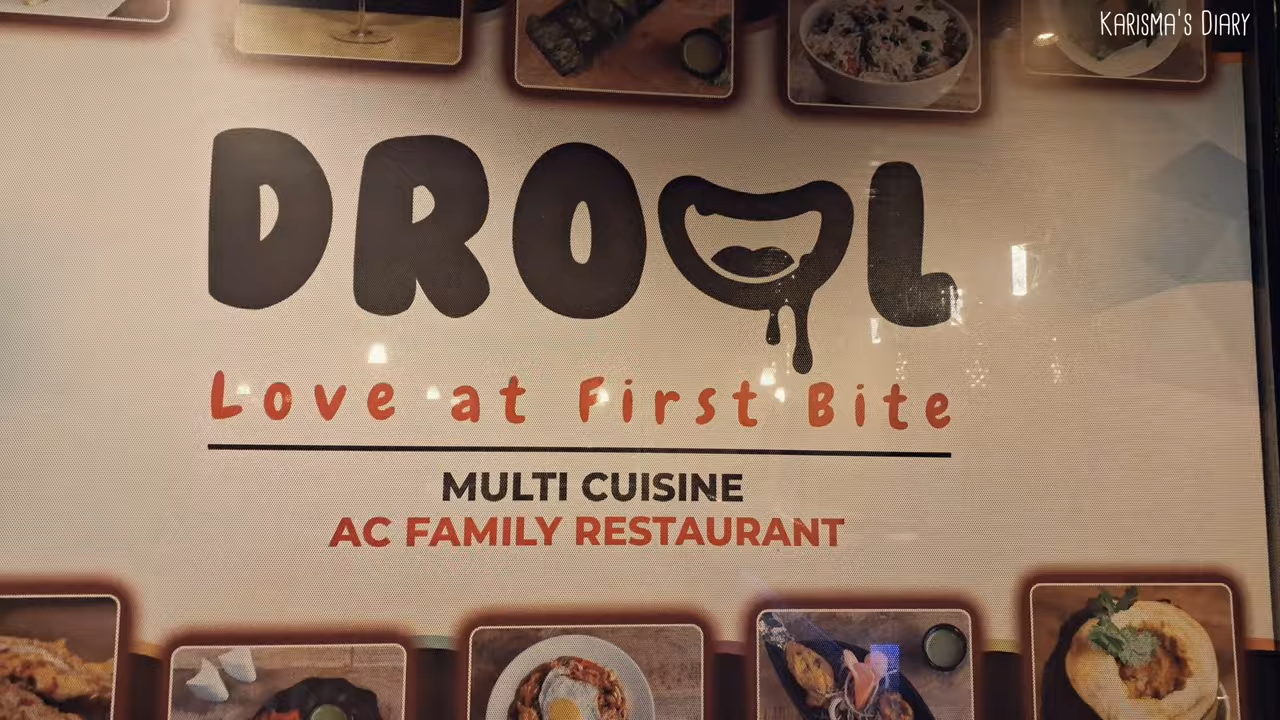 KARISMA'S DIARY
DROOL
Love at First Bite
MULTI CUISINE
AC FAMILY RESTAURANT